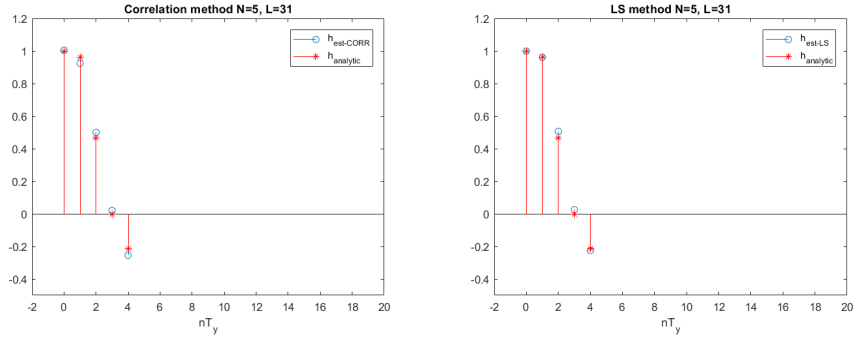 Correlation method N=5, L=31
1.2
1
0.8
0.6
0.4
0.2
0
-0.2
-0.4
-2 0 2 4 6 8 10 12 14 16 18 20
nT_y
h_est-CORR
h_analytic
LS method N=5, L=31
1.2
1
0.8
0.6
0.4
0.2
0
-0.2
-0.4
-2 0 2 4 6 8 10 12 14 16 18 20
nT_y
h_est-LS
h_analytic